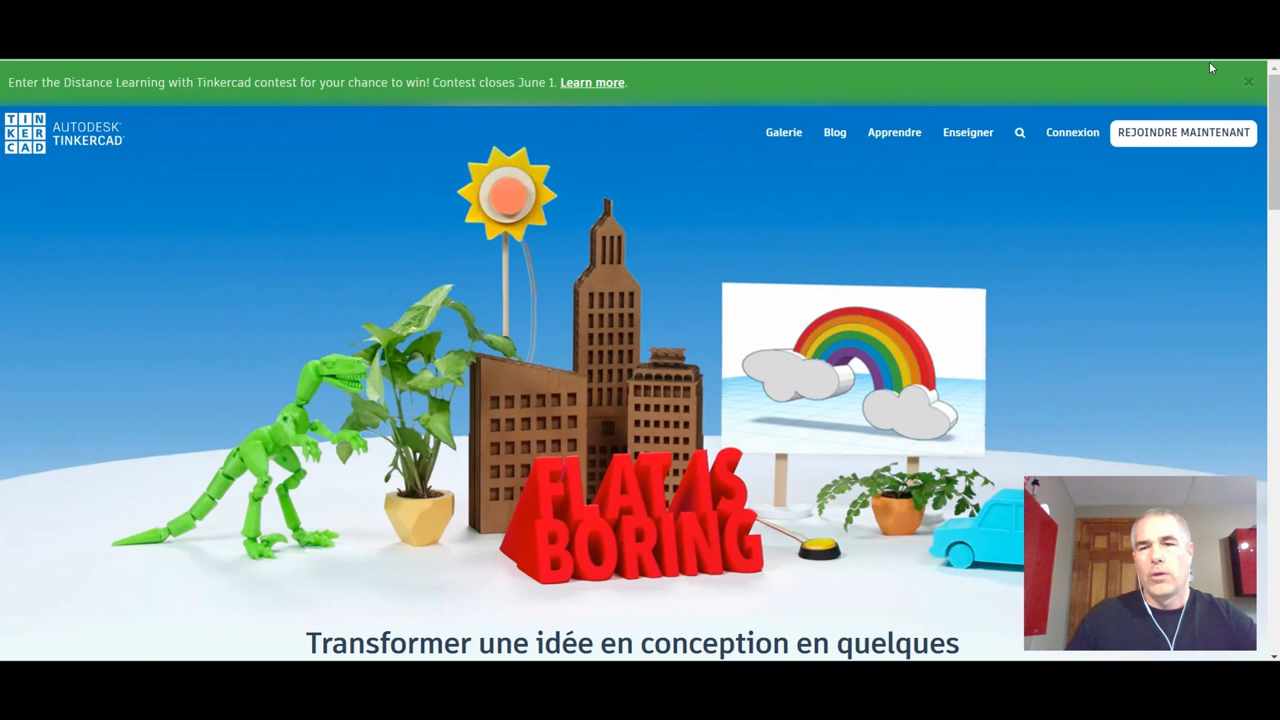 Enter the Distance Learning with Tinkercad contest for your chance to win! Contest closes June 1. Learn more.
TIN
KER
CAD
AUTODESK®
TINKERCAD®
Galerie Blog Apprendre Enseigner Connexion REJOINDRE MAINTENANT
FLAT IS
BORING
Transformer une idée en conception en quelques